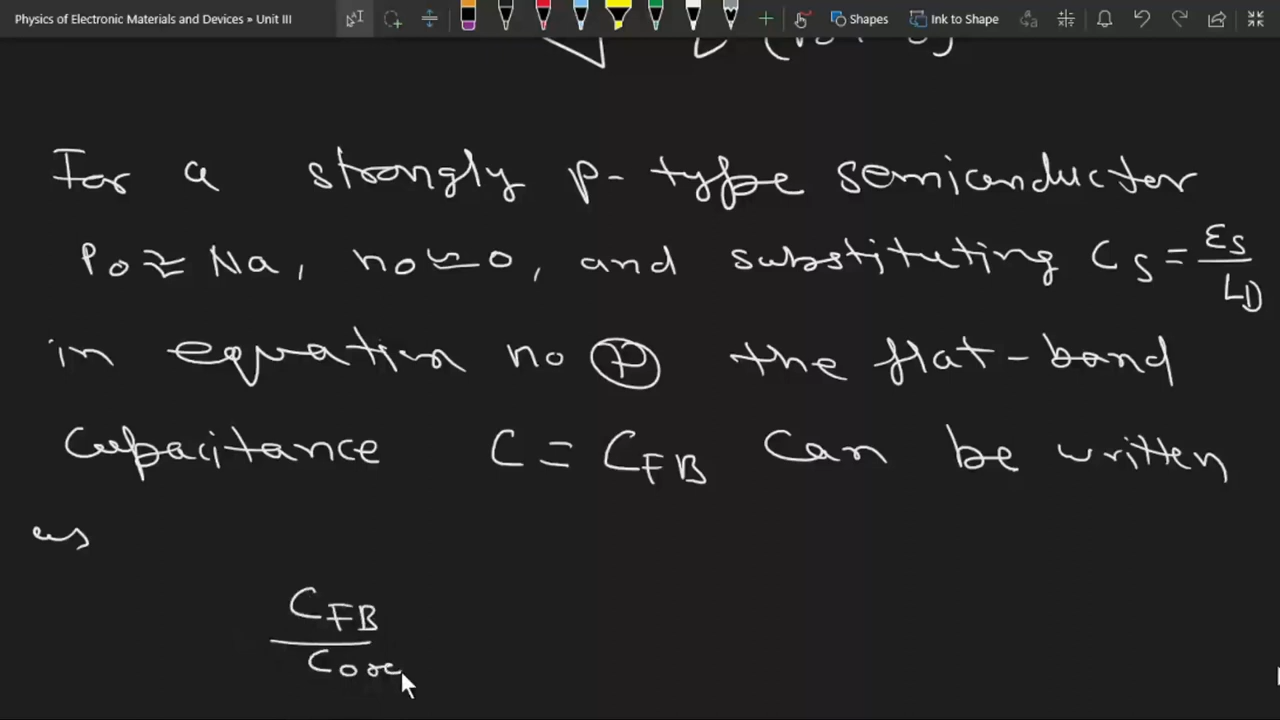 Physics of Electronic Materials and Devices » Unit III
Shapes
Ink to Shape
For a strongly p-type semiconductor
Po≈Na, no≃0, and substituting Cs = εs/LD
in equation no P the flat-band
capacitance C = CFB can be written
as
CFB
Cox